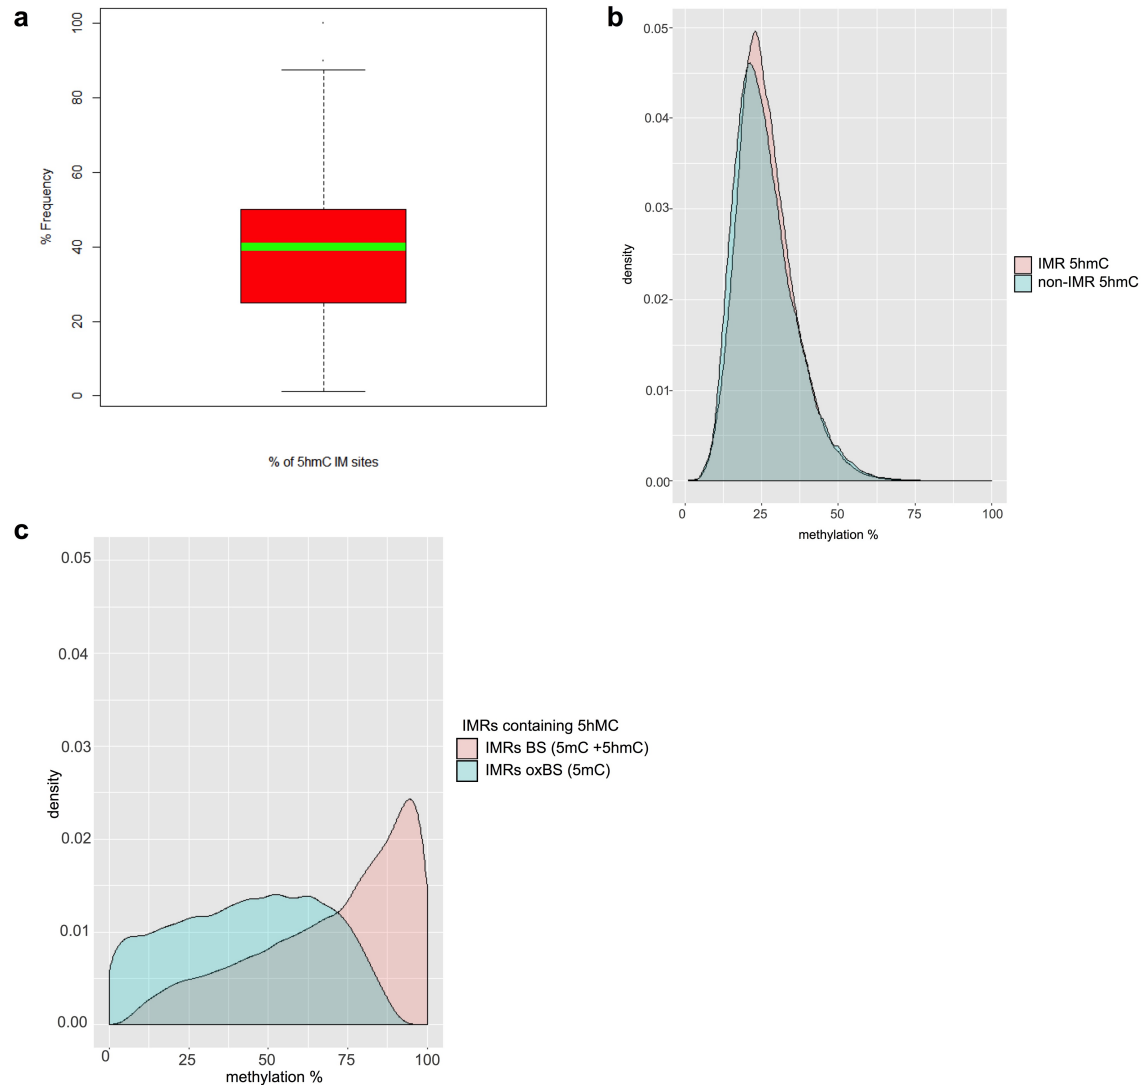 a
100
80
60
40
20
0
% Frequency
% of 5hmC IM sites
b
0.05
0.04
0.03
0.02
0.01
0.00
density
0 25 50 75 100
methylation %
IMR 5hmC
non-IMR 5hmC
c
0.05
0.04
0.03
0.02
0.01
0.00
density
0 25 50 75 100
methylation %
IMRs containing 5hMC
IMRs BS (5mC +5hmC)
IMRs oxBS (5mC)